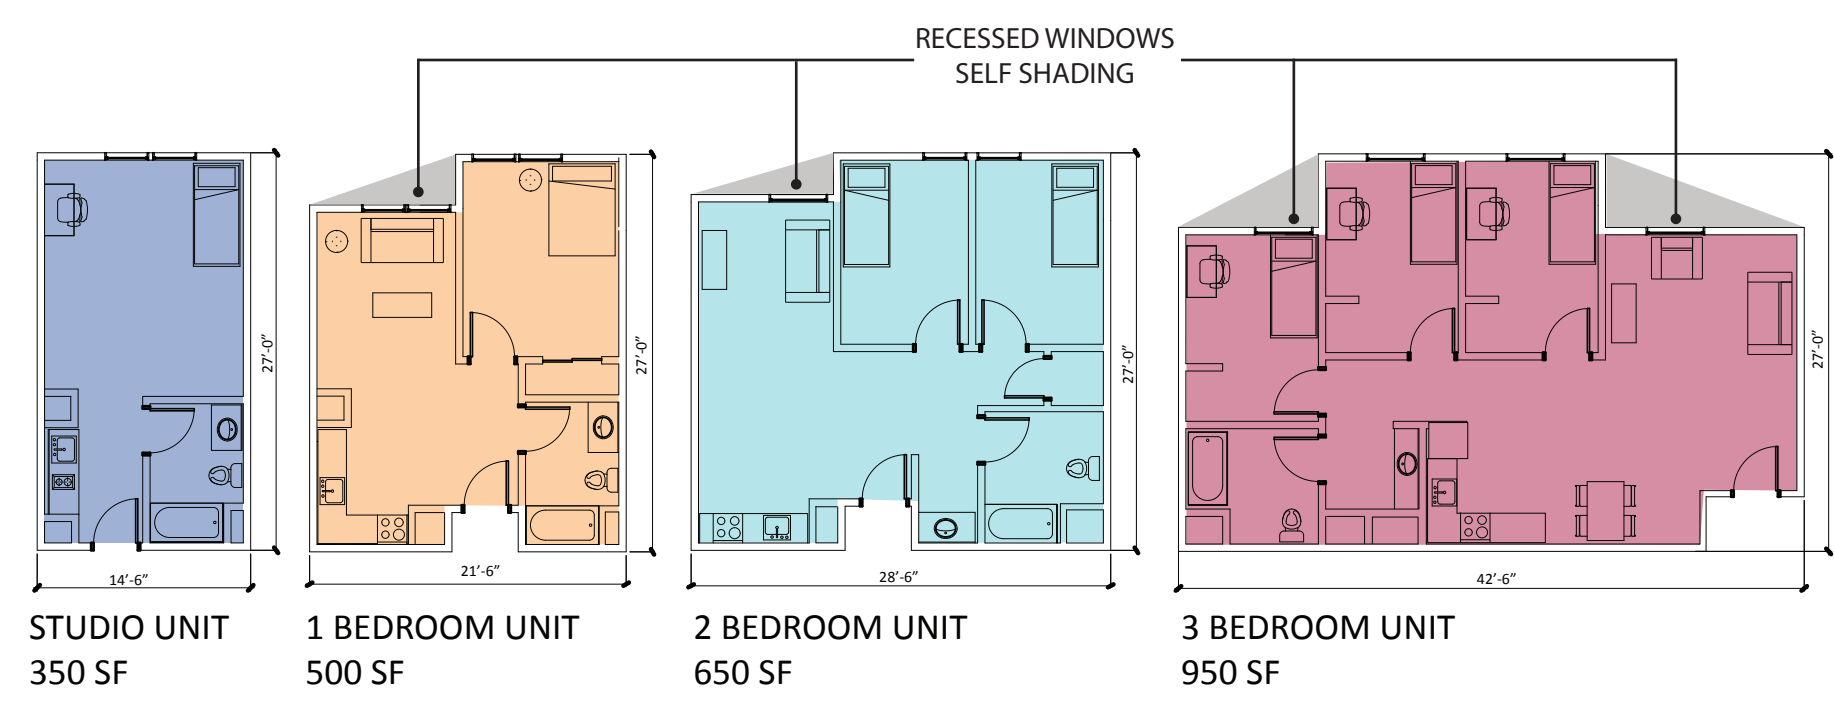 RECESSED WINDOWS
SELF SHADING
27'-0"
27'-0"
27'-0"
27'-0"
14'-6"
21'-6"
28'-6"
42'-6"
STUDIO UNIT
350 SF
1 BEDROOM UNIT
500 SF
2 BEDROOM UNIT
650 SF
3 BEDROOM UNIT
950 SF